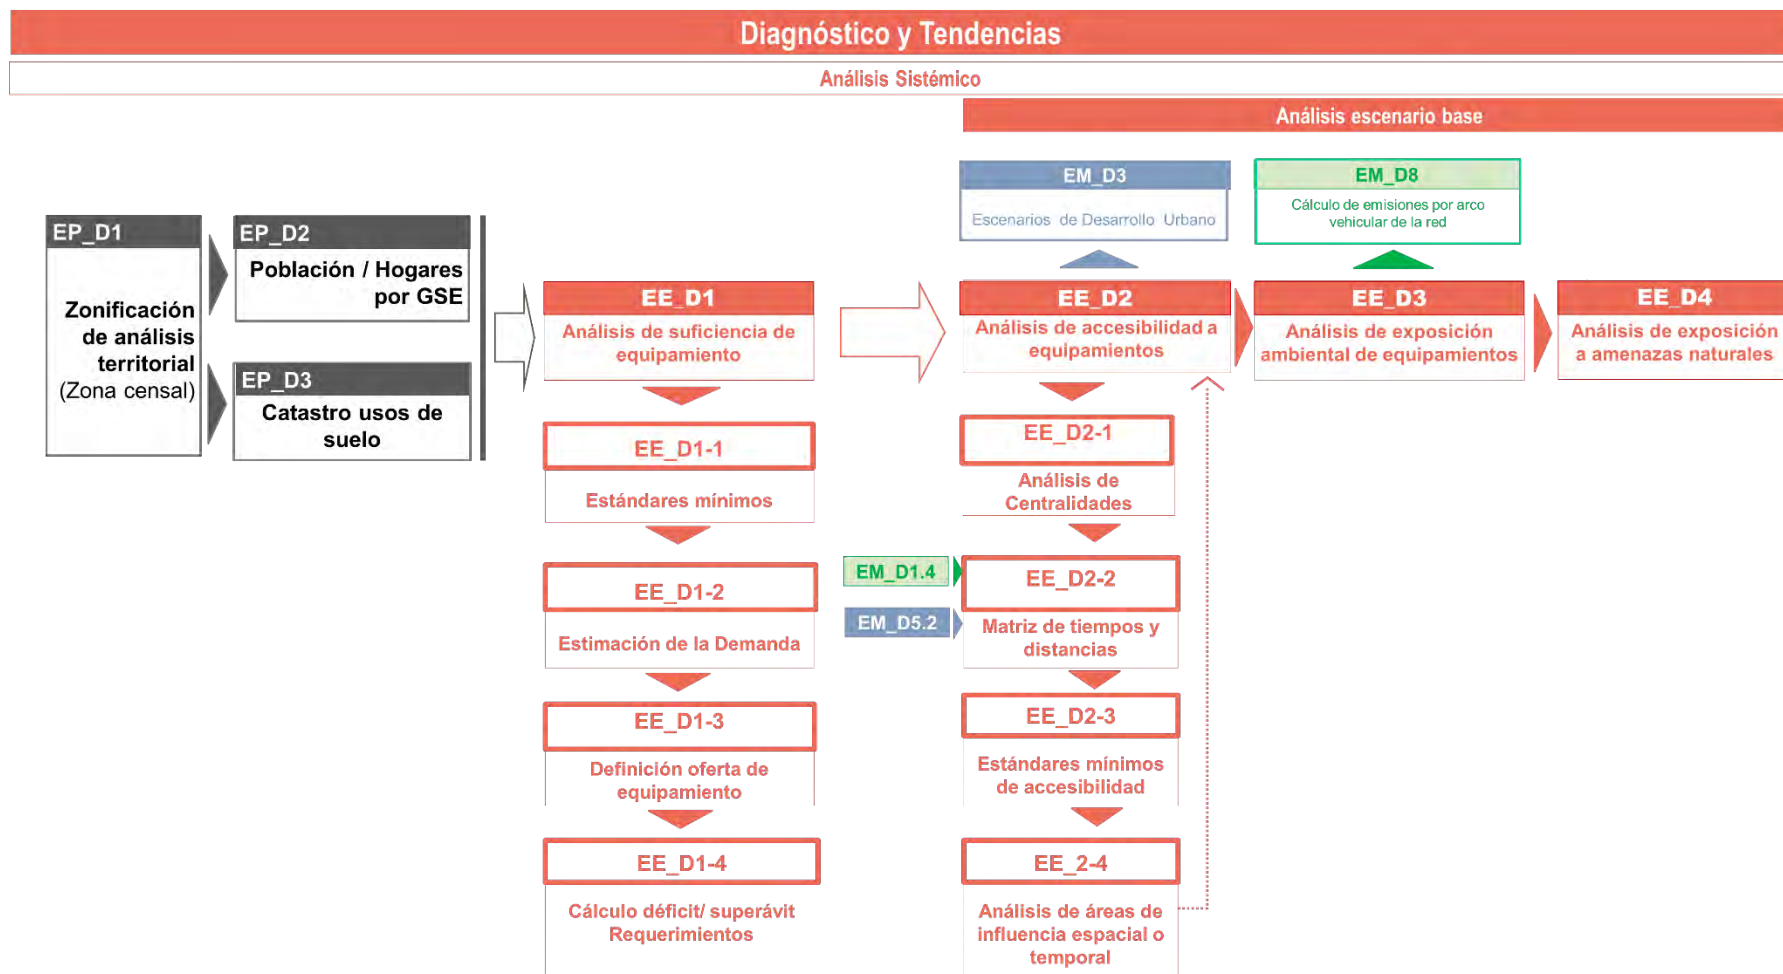 Diagnóstico y Tendencias
Análisis Sistémico
Análisis escenario base
EP_D1
Zonificación
de análisis
territorial
(Zona censal)
EP_D2
Población / Hogares
por GSE
EP_D3
Catastro usos de
suelo
EE_D1
Análisis de suficiencia de
equipamiento
EE_D1-1
Estándares mínimos
EE_D1-2
Estimación de la Demanda
EE_D1-3
Definición oferta de
equipamiento
EE_D1-4
Cálculo déficit/ superávit
Requerimientos
EM_D3
Escenarios de Desarrollo Urbano
EE_D2
Análisis de accesibilidad a
equipamientos
EE_D2-1
Análisis de
Centralidades
EM_D1.4
EM_D5.2
EE_D2-2
Matriz de tiempos y
distancias
EE_D2-3
Estándares mínimos
de accesibilidad
EE_2-4
Análisis de áreas de
influencia espacial o
temporal
EM_D8
Cálculo de emisiones por arco
vehicular de la red
EE_D3
Análisis de exposición
ambiental de equipamientos
EE_D4
Análisis de exposición
a amenazas naturales